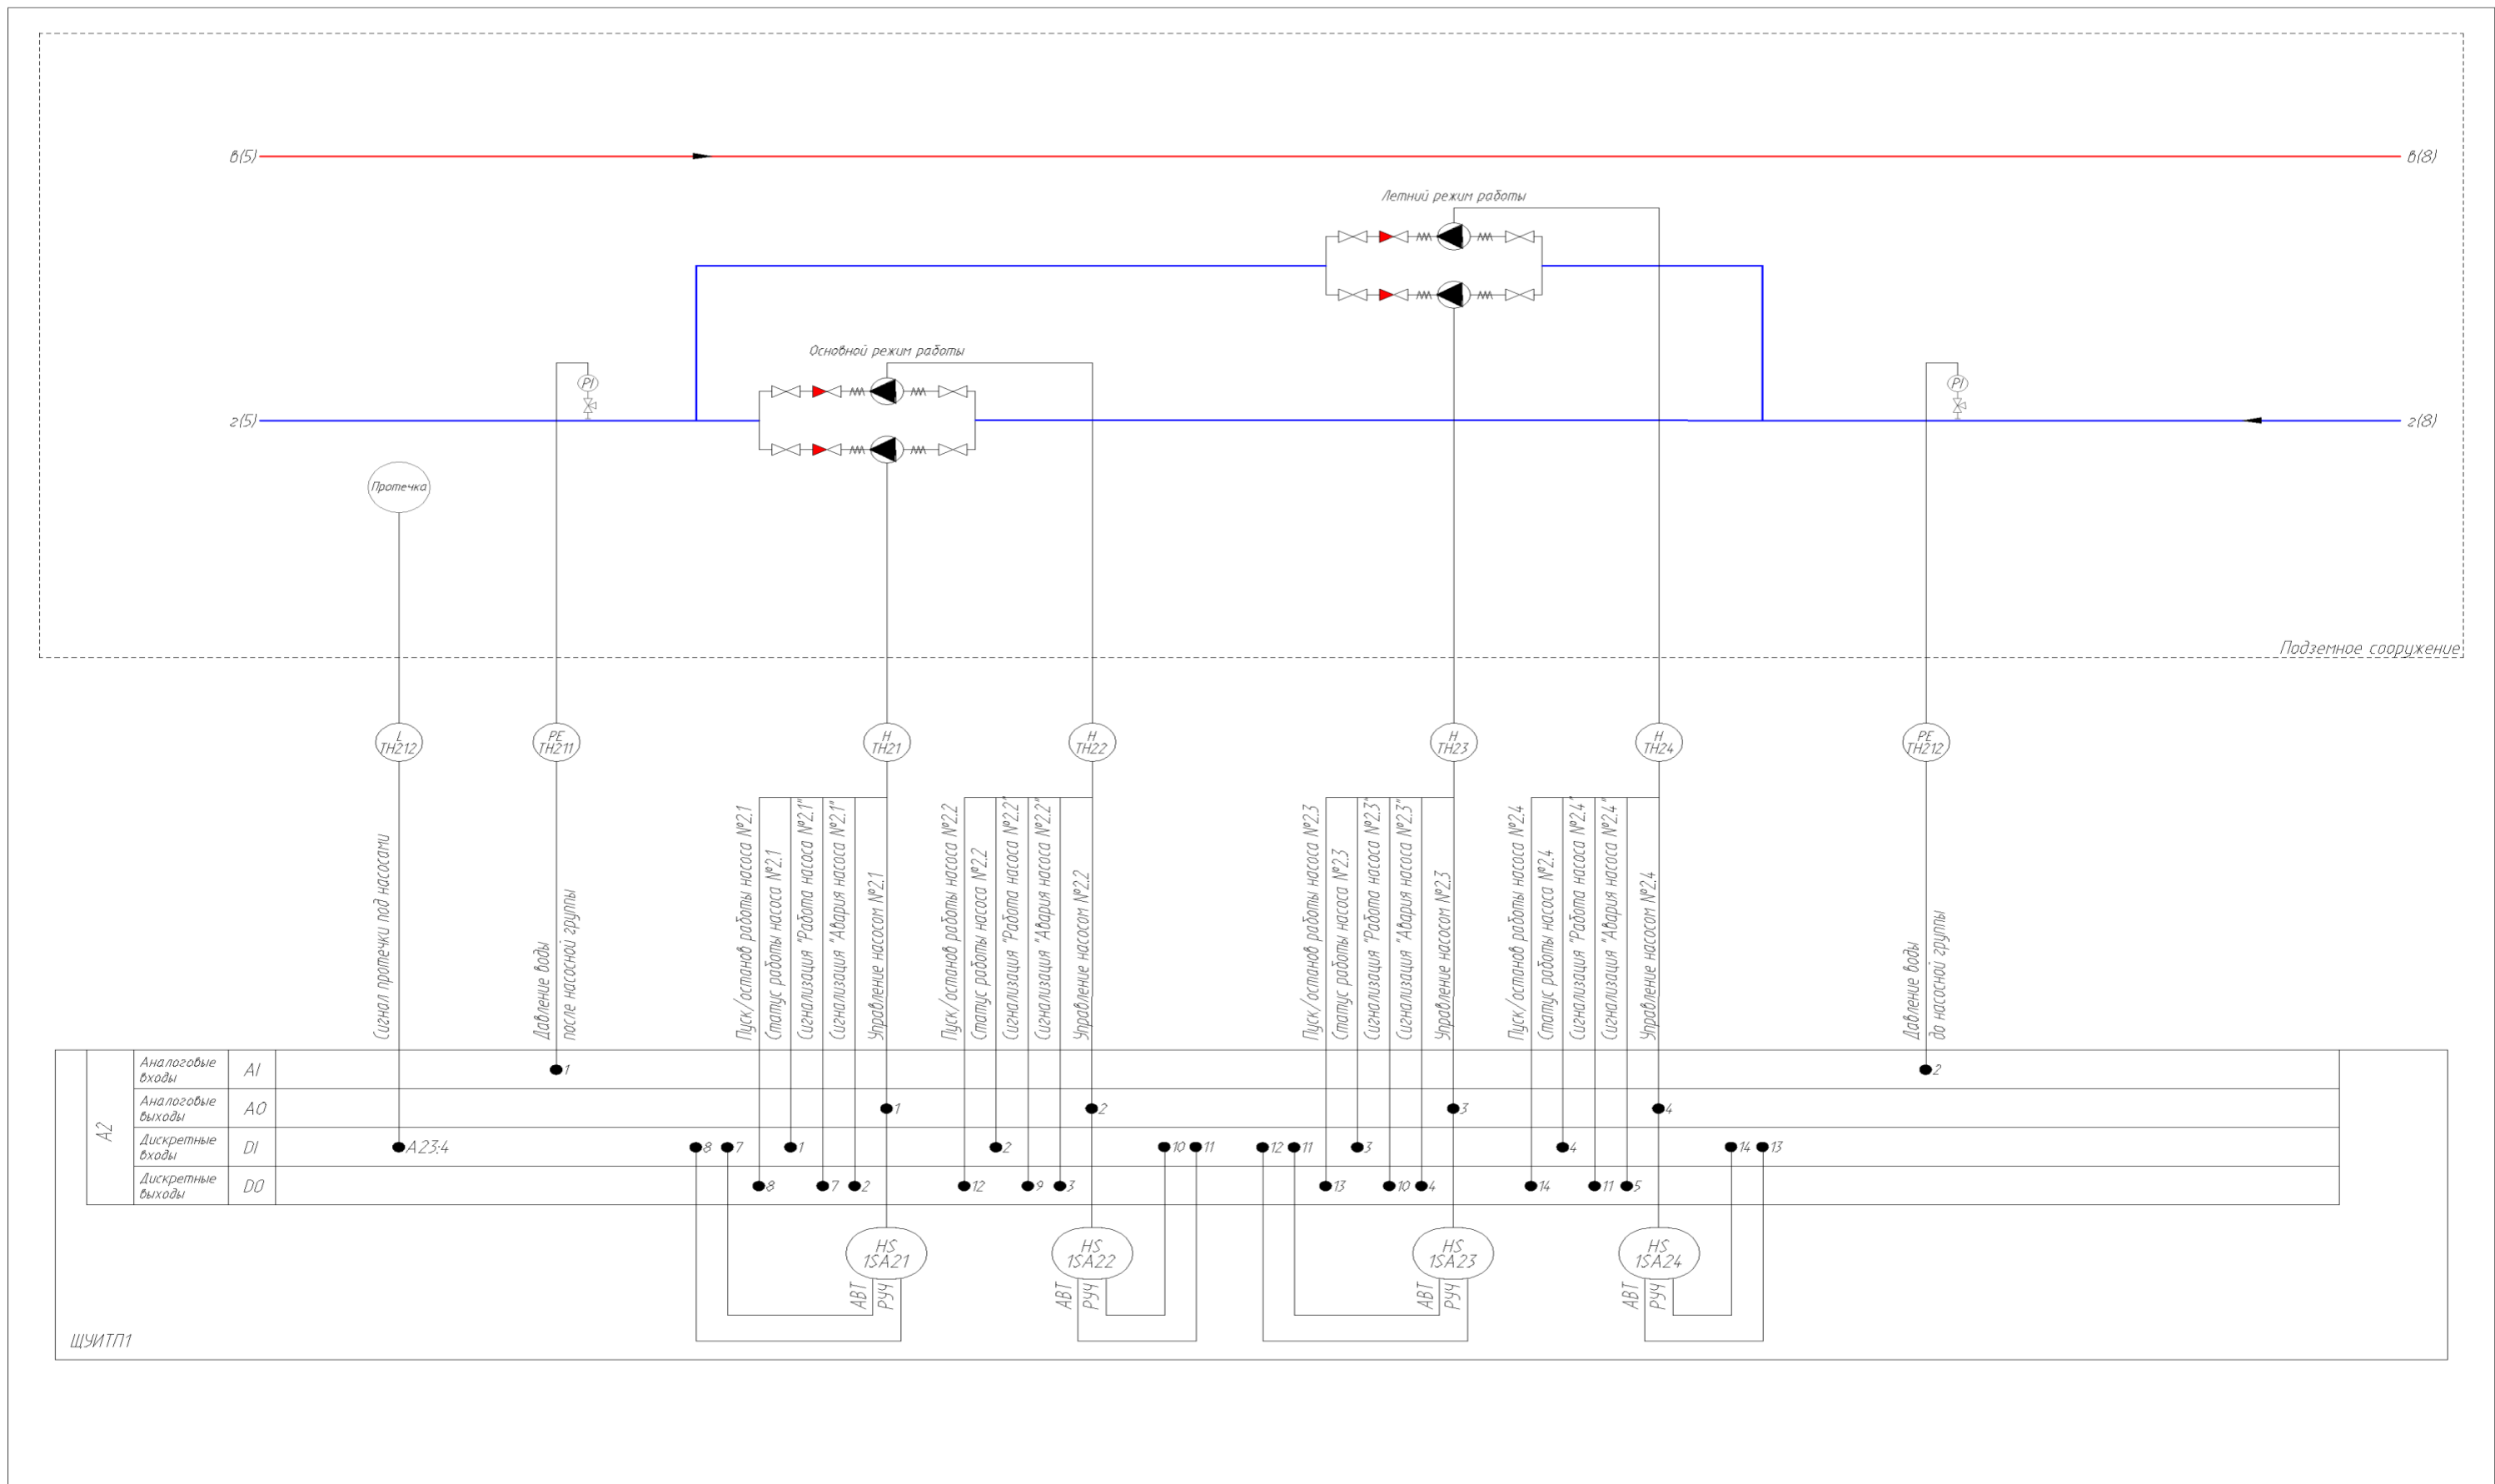 в(5)
в(8)
Летний режим работы
Основной режим работы
PI
PI
г(5)
г(8)
Протечка
Подземное сооружение
L
TH212
PE
TH211
H
TH21
H
TH22
H
TH23
H
TH24
PE
TH212
Сигнал протечки под насосами
Давление воды
после насосной группы
Пуск/останов работы насоса №2.1
Статус работы насоса №2.1
Сигнализация "Работа насоса №2.1"
Сигнализация "Авария насоса №2.1"
Управление насосом №2.1
Пуск/останов работы насоса №2.2
Статус работы насоса №2.2
Сигнализация "Работа насоса №2.2"
Сигнализация "Авария насоса №2.2"
Управление насосом №2.2
Пуск/останов работы насоса №2.3
Статус работы насоса №2.3
Сигнализация "Работа насоса №2.3"
Сигнализация "Авария насоса №2.3"
Управление насосом №2.3
Пуск/останов работы насоса №2.4
Статус работы насоса №2.4
Сигнализация "Работа насоса №2.4"
Сигнализация "Авария насоса №2.4"
Управление насосом №2.4
Давление воды
до насосной группы
A2
Аналоговые
входы
AI
1
2
Аналоговые
выходы
AO
1
2
3
4
Дискретные
входы
DI
A23:4
8
7
1
2
10
11
12
11
3
4
14
13
Дискретные
выходы
DO
8
7
2
12
9
3
13
10
4
14
11
5
HS
1SA21
HS
1SA22
HS
1SA23
HS
1SA24
АВТ
РУЧ
АВТ
РУЧ
АВТ
РУЧ
АВТ
РУЧ
ЩУИТП1